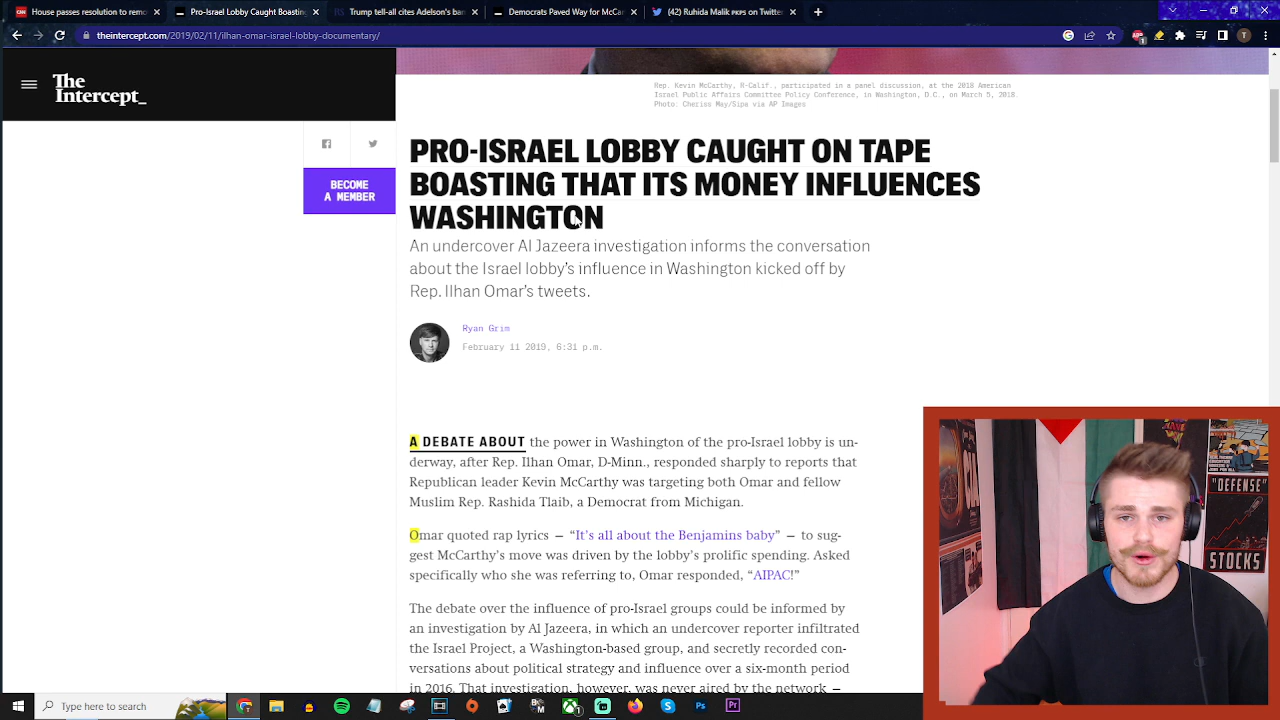 House passes resolution to remo
Pro-Israel Lobby Caught Boasting
BS Trump tell-all cites Adelson's ban
Democrats Paved Way for McCa
(42) Ruhida Malik pres on Twitter
theintercept.com/2019/02/11/ilhan-omar-israel-lobby-documentary/
The
Intercept_
Rep. Kevin McCarthy, R-Calif., participated in a panel discussion, at the 2018 American
Israel Public Affairs Committee Policy Conference, in Washington, D.C., on March 5, 2018.
Photo: Cheriss May/Sipa via AP Images
BECOME
A MEMBER
PRO-ISRAEL LOBBY CAUGHT ON TAPE
BOASTING THAT ITS MONEY INFLUENCES
WASHINGTON
An undercover Al Jazeera investigation informs the conversation
about the Israel lobby's influence in Washington kicked off by
Rep. Ilhan Omar's tweets.
Ryan Grim
February 11 2019, 6:31 p.m.
A DEBATE ABOUT the power in Washington of the pro-Israel lobby is un-
derway, after Rep. Ilhan Omar, D-Minn., responded sharply to reports that
Republican leader Kevin McCarthy was targeting both Omar and fellow
Muslim Rep. Rashida Tlaib, a Democrat from Michigan.
Omar quoted rap lyrics — “It's all about the Benjamins baby” — to sug-
gest McCarthy's move was driven by the lobby's prolific spending. Asked
specifically who she was referring to, Omar responded, “AIPAC!”
The debate over the influence of pro-Israel groups could be informed by
an investigation by Al Jazeera, in which an undercover reporter infiltrated
the Israel Project, a Washington-based group, and secretly recorded con-
versations about political strategy and influence over a six-month period
in 2016. That investigation, however, was never aired by the network —
"DEFENSE"
STOCKS
Type here to search